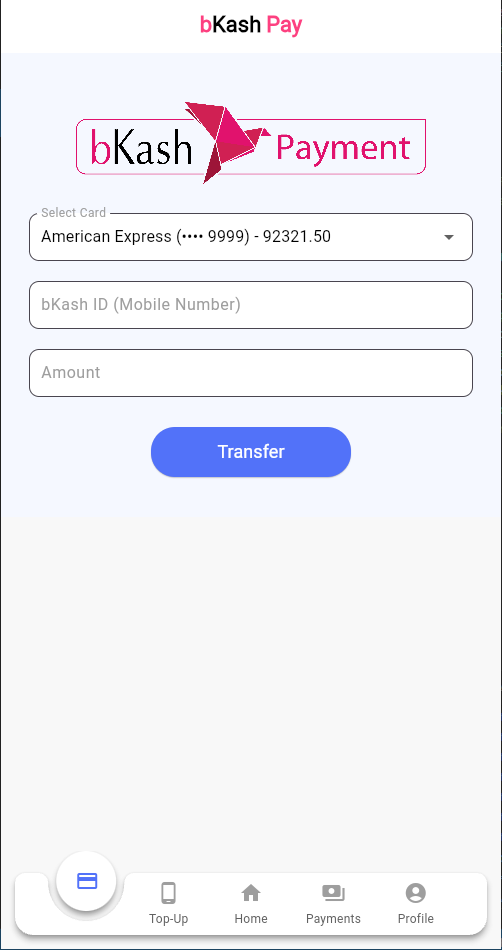 bKash Pay
bKash Payment
Select Card
American Express (•••• 9999) - 92321.50
bKash ID (Mobile Number)
Amount
Transfer
Top-Up
Home
Payments
Profile